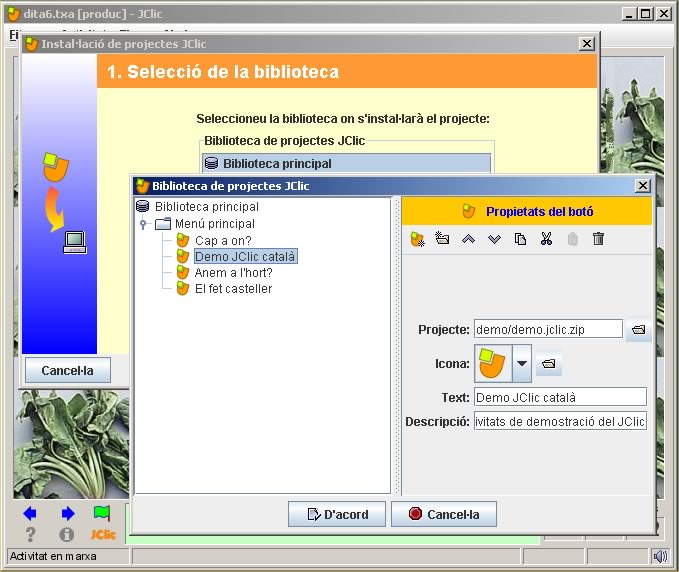 dita6.txa [produc] - JClic
Instal·lació de projectes JClic
1. Selecció de la biblioteca
Seleccioneu la biblioteca on s'instal·larà el projecte:
Biblioteca de projectes JClic
Biblioteca principal
Cancel·la
Biblioteca de projectes JClic
Biblioteca principal
Menú principal
Cap a on?
Demo JClic català
Anem a l'hort?
El fet casteller
Propietats del botó
Projecte: demo/demo.jclic.zip
Icona:
Text: Demo JClic català
Descripció: ivitats de demostració del JClic
D'acord
Cancel·la
JClic
Activitat en marxa